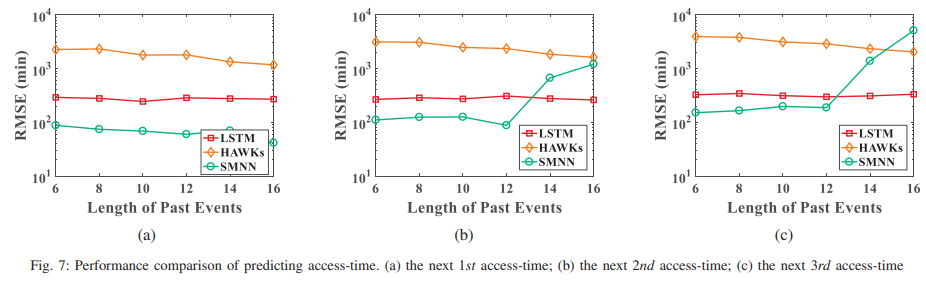 10^4
10^3
10^2
10^1
RMSE (min)
6 8 10 12 14 16
Length of Past Events
LSTM
HAWKs
SMNN
(a)
10^4
10^3
10^2
10^1
RMSE (min)
6 8 10 12 14 16
Length of Past Events
LSTM
HAWKs
SMNN
(b)
10^4
10^3
10^2
10^1
RMSE (min)
6 8 10 12 14 16
Length of Past Events
LSTM
HAWKs
SMNN
(c)
Fig. 7: Performance comparison of predicting access-time. (a) the next 1st access-time; (b) the next 2nd access-time; (c) the next 3rd access-time